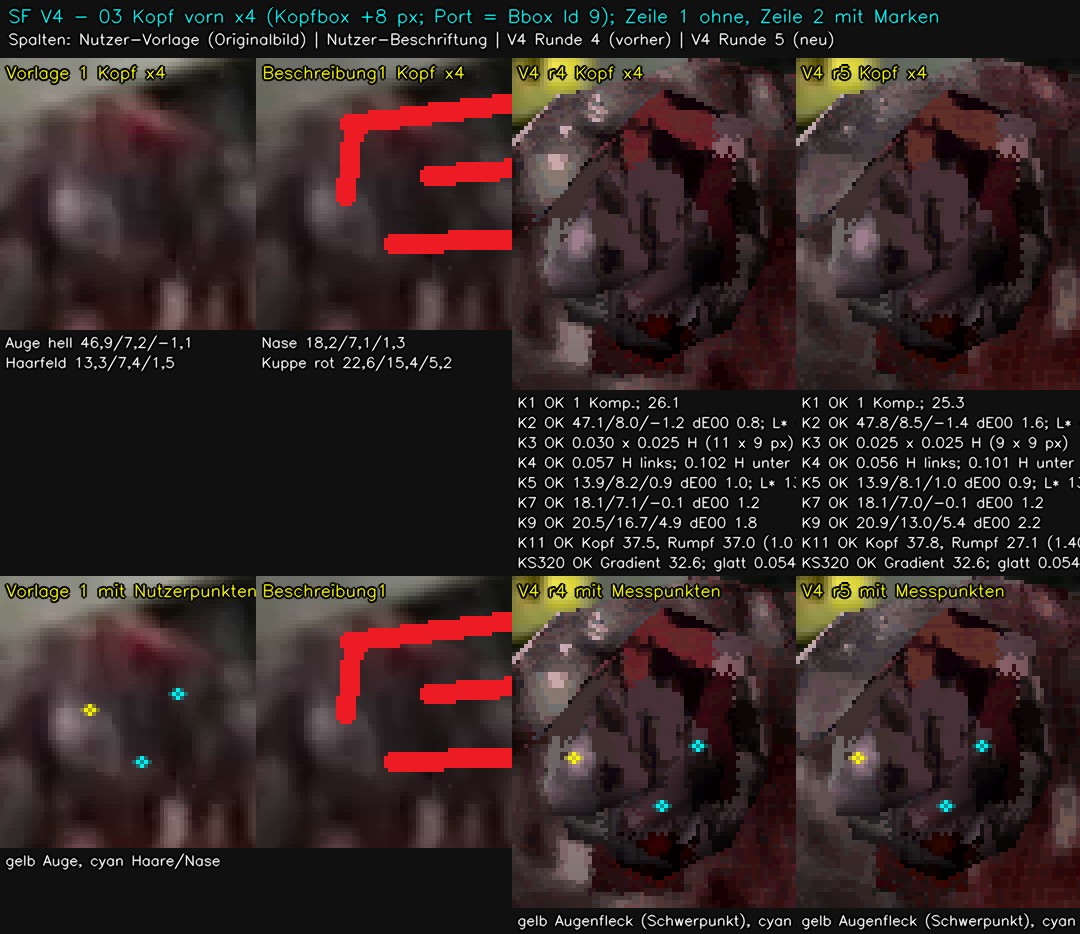 SF V4 – 03 Kopf vorn x4 (Kopfbox +8 px; Port = Bbox Id 9); Zeile 1 ohne, Zeile 2 mit Marken
Spalten: Nutzer–Vorlage (Originalbild) | Nutzer–Beschriftung | V4 Runde 4 (vorher) | V4 Runde 5 (neu)
Vorlage 1 Kopf x4
Beschreibung1 Kopf x4
V4 r4 Kopf x4
V4 r5 Kopf x4
Auge hell 46,9/7,2/–1,1
Haarfeld 13,3/7,4/1,5
Nase 18,2/7,1/1,3
Kuppe rot 22,6/15,4/5,2
K1 OK 1 Komp.; 26.1
K2 OK 47.1/8.0/–1.2 dE00 0.8; L*
K3 OK 0.030 x 0.025 H (11 x 9 px)
K4 OK 0.057 H links; 0.102 H unter
K5 OK 13.9/8.2/0.9 dE00 1.0; L* 1
K7 OK 18.1/7.1/–0.1 dE00 1.2
K9 OK 20.5/16.7/4.9 dE00 1.8
K11 OK Kopf 37.5, Rumpf 37.0 (1.0
KS320 OK Gradient 32.6; glatt 0.054
K1 OK 1 Komp.; 25.3
K2 OK 47.8/8.5/–1.4 dE00 1.6; L*
K3 OK 0.025 x 0.025 H (9 x 9 px)
K4 OK 0.056 H links; 0.101 H unter
K5 OK 13.9/8.1/1.0 dE00 0.9; L* 13
K7 OK 18.1/7.0/–0.1 dE00 1.2
K9 OK 20.9/13.0/5.4 dE00 2.2
K11 OK Kopf 37.8, Rumpf 27.1 (1.40
KS320 OK Gradient 32.6; glatt 0.054
Vorlage 1 mit Nutzerpunkten
Beschreibung1
V4 r4 mit Messpunkten
V4 r5 mit Messpunkten
gelb Auge, cyan Haare/Nase
gelb Augenfleck (Schwerpunkt), cyan
gelb Augenfleck (Schwerpunkt), cyan